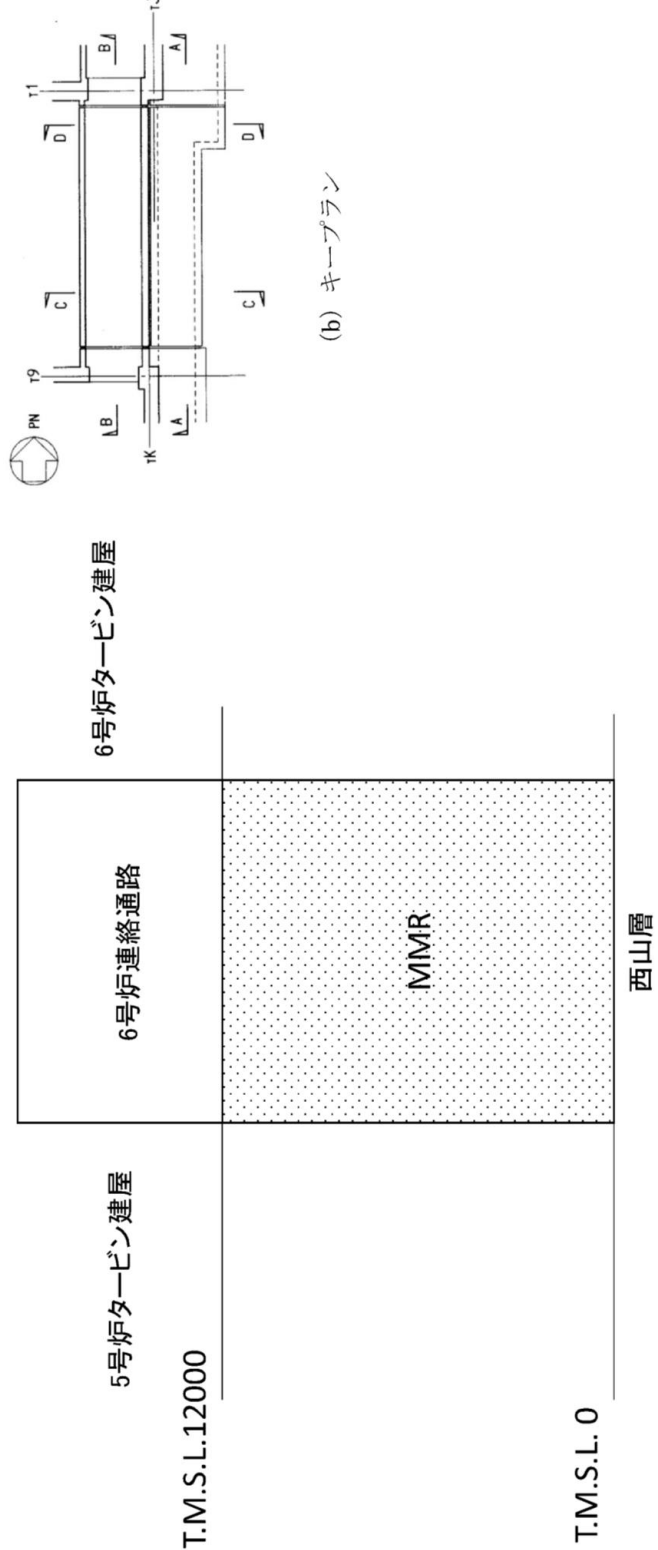 5号炉タービン建屋
6号炉連絡通路
6号炉タービン建屋
T.M.S.L.12000
MMR
T.M.S.L. 0
西山層
PN
T9
T1
C
D
B
B
TK
A
A
C
D
(b) キープラン